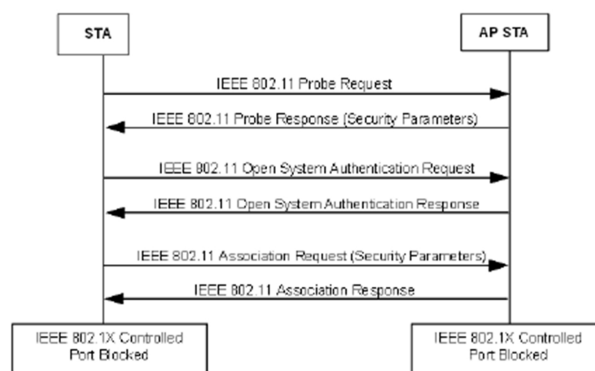 STA
AP STA
IEEE 802.11 Probe Request
IEEE 802.11 Probe Response (Security Parameters)
IEEE 802.11 Open System Authentication Request
IEEE 802.11 Open System Authentication Response
IEEE 802.11 Association Request (Security Parameters)
IEEE 802.11 Association Response
IEEE 802.1X Controlled
Port Blocked
IEEE 802.1X Controlled
Port Blocked